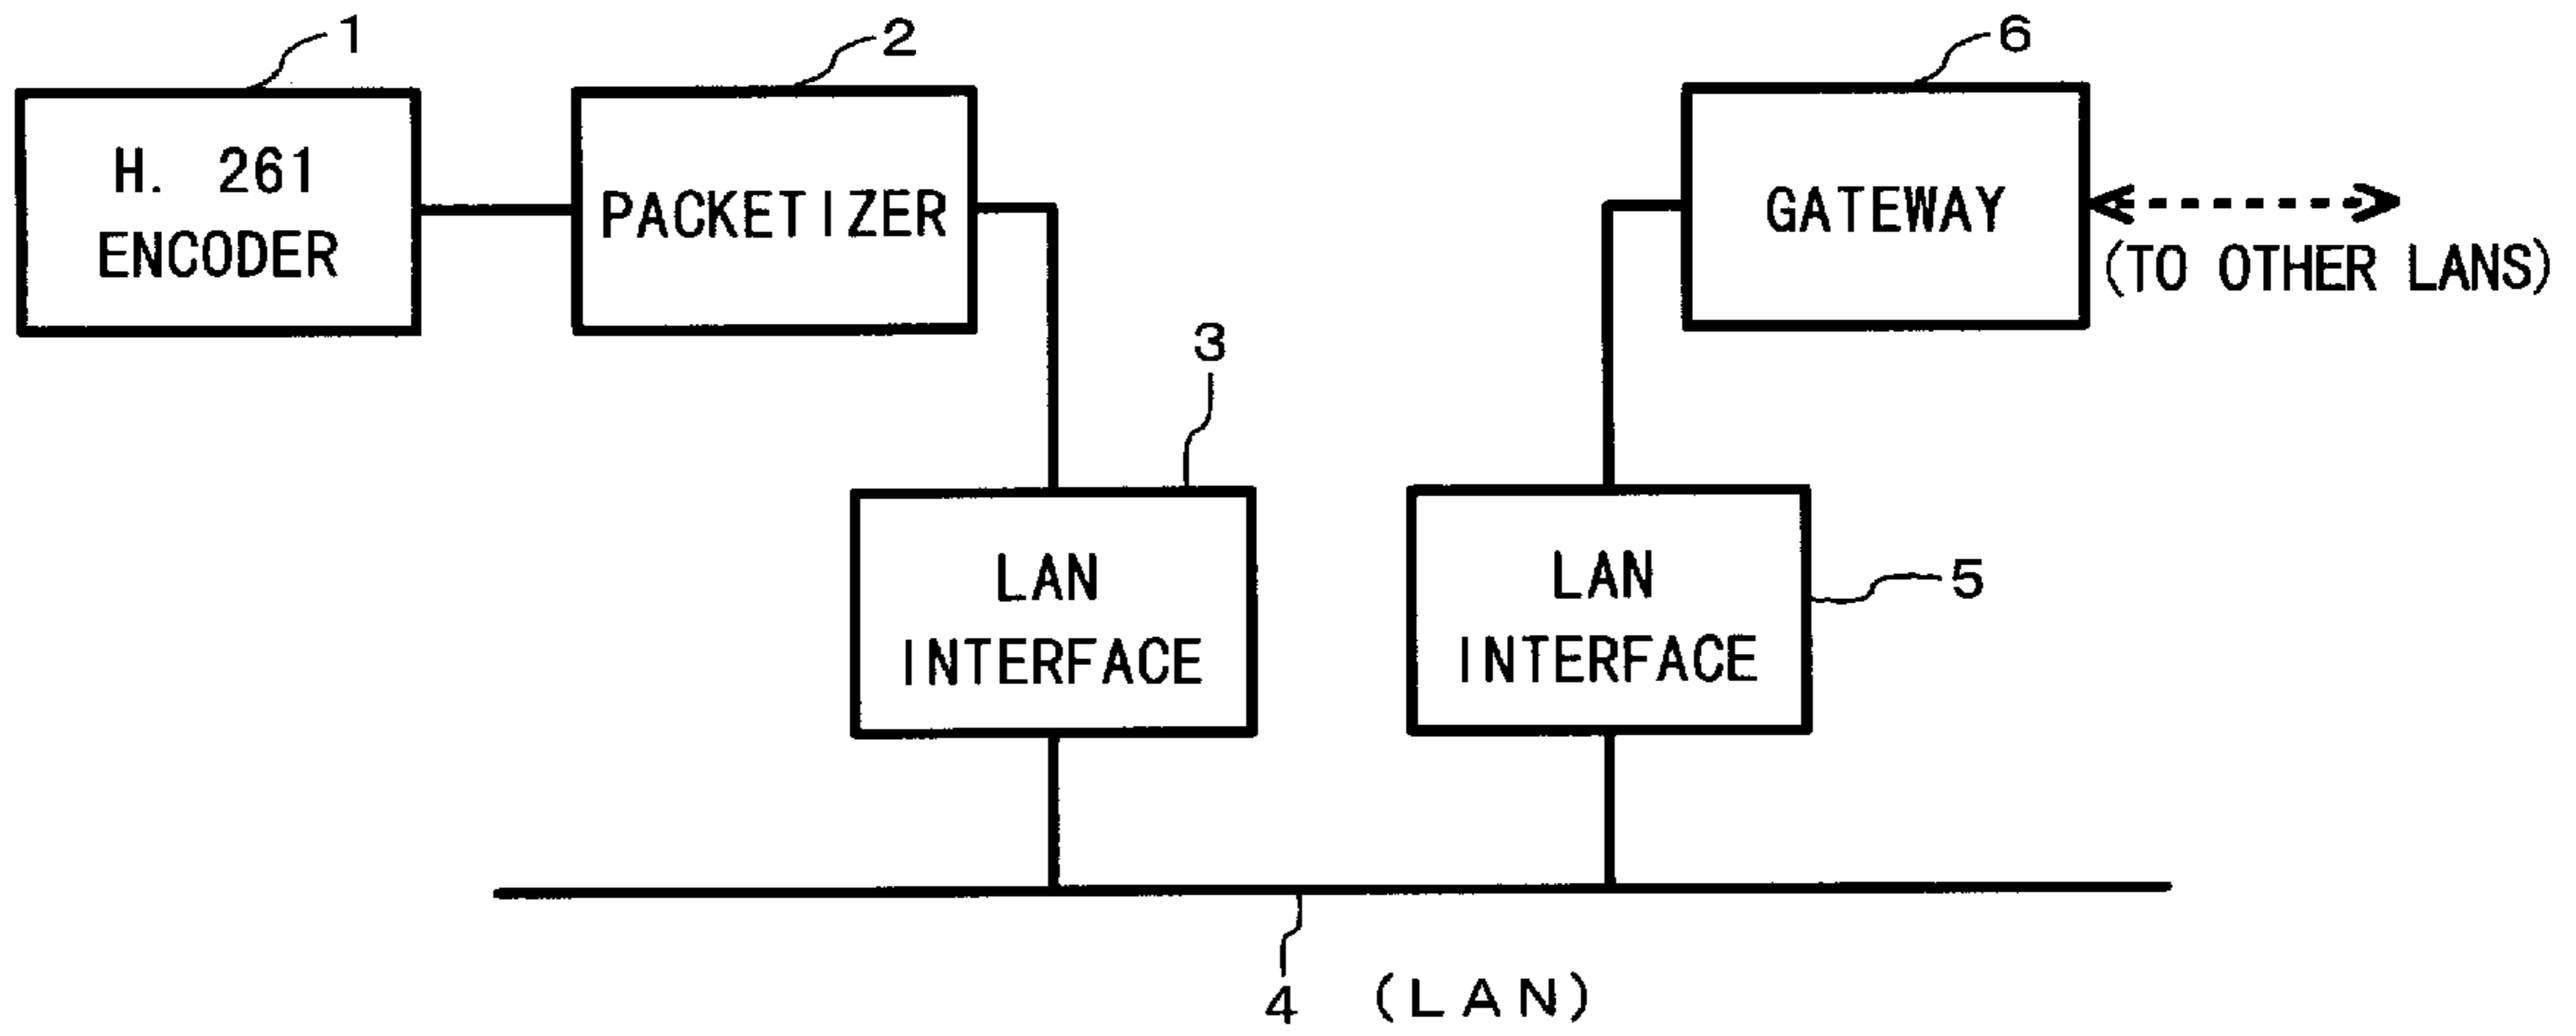 1
2
6
H. 261
ENCODER
PACKETIZER
GATEWAY
(TO OTHER LANS)
3
LAN
INTERFACE
LAN
INTERFACE
5
4 (LAN)